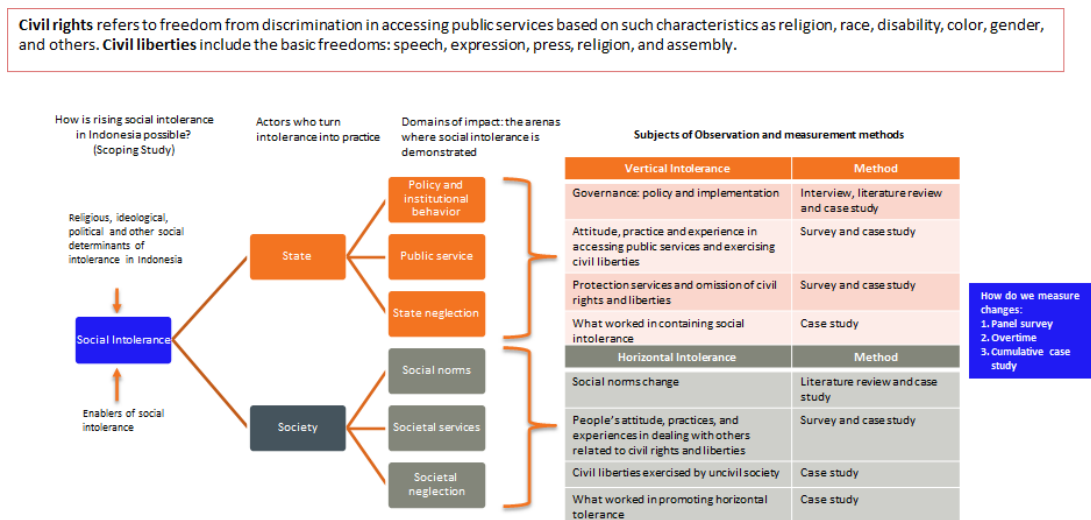 Civil rights refers to freedom from discrimination in accessing public services based on such characteristics as religion, race, disability, color, gender,
and others. Civil liberties include the basic freedoms: speech, expression, press, religion, and assembly.
How is rising social intolerance
in Indonesia possible?
(Scoping Study)
Actors who turn
intolerance into practice
Domains of impact: the arenas
where social intolerance is
demonstrated
Subjects of Observation and measurement methods
Religious, ideological,
political and other social
determinants of
intolerance in Indonesia
Social Intolerance
Enablers of social
intolerance
State
Society
Policy and
institutional
behavior
Public service
State neglection
Social norms
Societal services
Societal
neglection
Vertical Intolerance
Method
Governance: policy and implementation
Interview, literature review
and case study
Attitude, practice and experience in
accessing public services and exercising
civil liberties
Survey and case study
Protection services and omission of civil
rights and liberties
Survey and case study
What worked in containing social
intolerance
Case study
Horizontal Intolerance
Method
Social norms change
Literature review and case
study
People's attitude, practices, and
experiences in dealing with others
related to civil rights and liberties
Survey and case study
Civil liberties exercised by uncivil society
Case study
What worked in promoting horizontal
tolerance
Case study
How do we measure
changes:
1. Panel survey
2. Overtime
3. Cumulative case
study